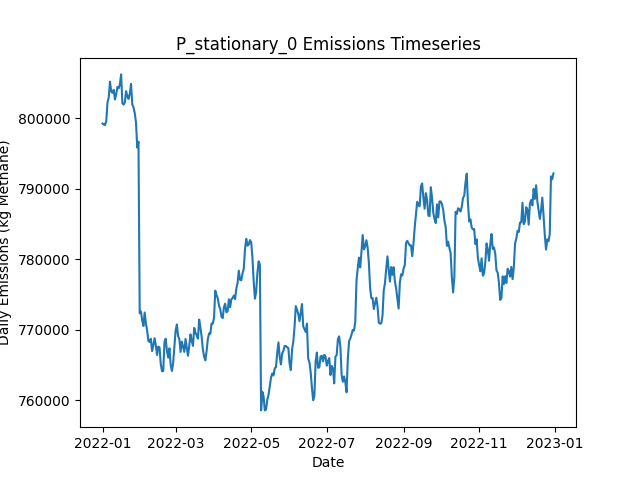 P_stationary_0 Emissions Timeseries
Daily Emissions (kg Methane)
800000
790000
780000
770000
760000
2022-01 2022-03 2022-05 2022-07 2022-09 2022-11 2023-01
Date